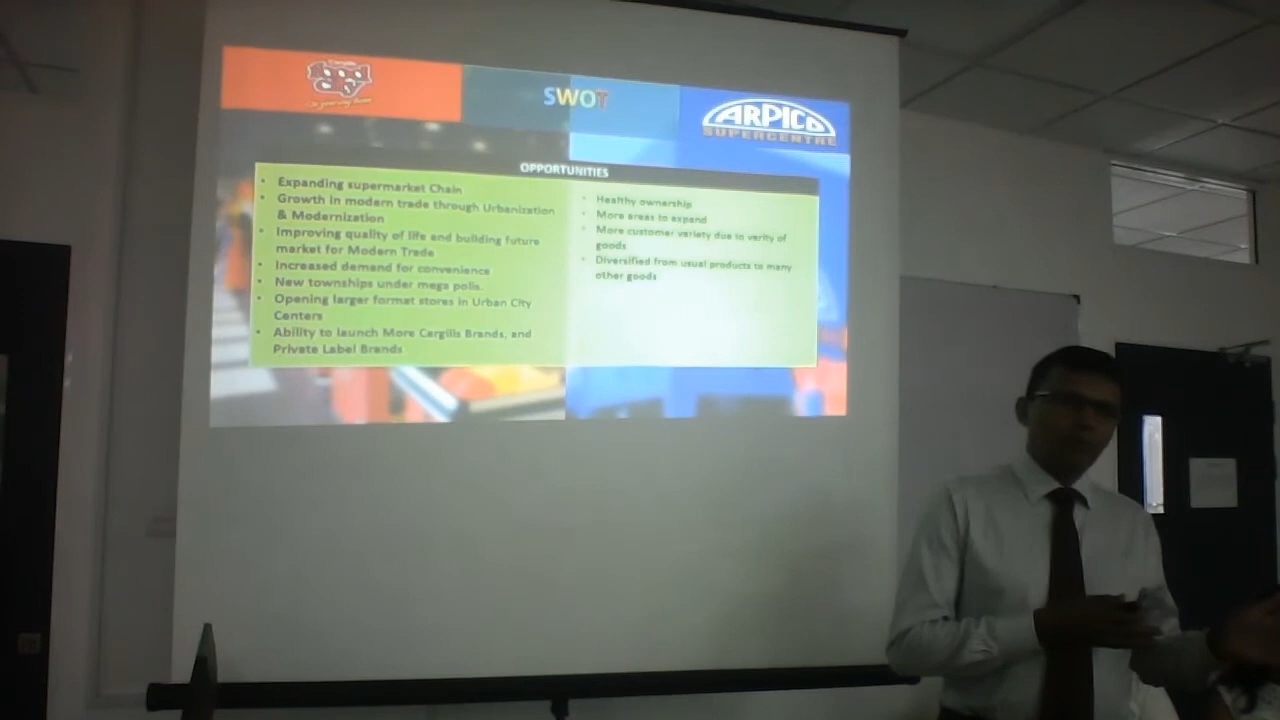 Cargills
food
city
SWOT
ARPICO
SUPERCENTRE
OPPORTUNITIES
• Expanding supermarket Chain
• Growth in modern trade through Urbanization
& Modernization
• Improving quality of life and building future
market for Modern Trade
• Increased demand for convenience
• New townships under mega polis.
• Opening larger format stores in Urban City
Centers
• Ability to launch More Cargills Brands, and
Private Label Brands
• Healthy ownership
• More areas to expand
• More customer variety due to verity of
goods
• Diversified from usual products to many
other goods